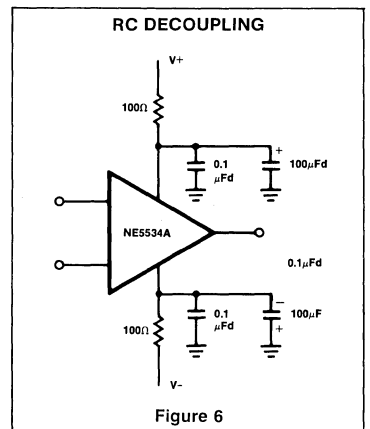 RC DECOUPLING
V+
100Ω
0.1
μFd
+
100μFd
NE5534A
0.1μFd
100Ω
0.1
μFd
−
100μF
+
V-
Figure 6